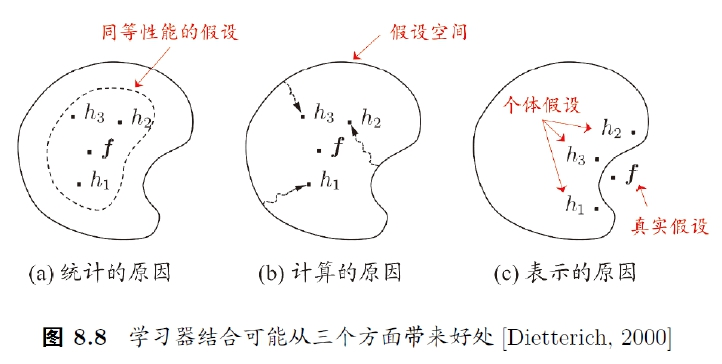 同等性能的假设
假设空间
h3 h2 f h1
h3 h2 f h1
个体假设
h2 h3 f h1
真实假设
(a) 统计的原因 (b) 计算的原因 (c) 表示的原因
图 8.8 学习器结合可能从三个方面带来好处 [Dietterich, 2000]